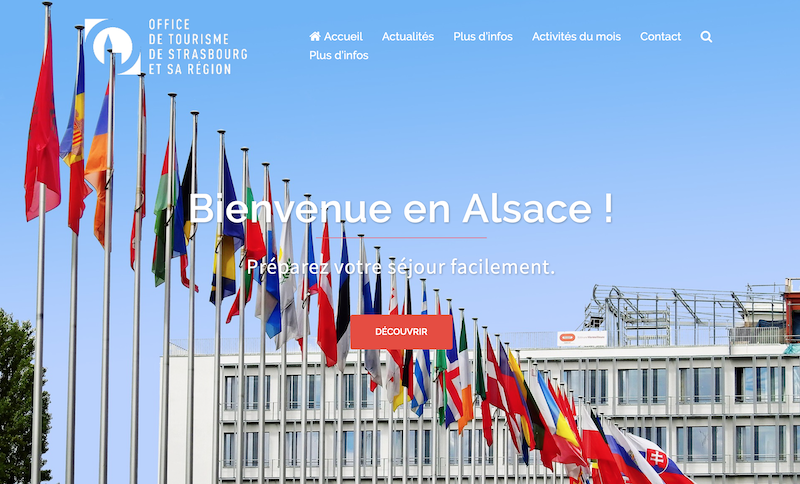 OFFICE
DE TOURISME
DE STRASBOURG
ET SA RÉGION
Accueil Actualités Plus d'infos Activités du mois Contact
Plus d'infos
Bienvenue en Alsace !
Préparez votre séjour facilement.
DÉCOUVRIR